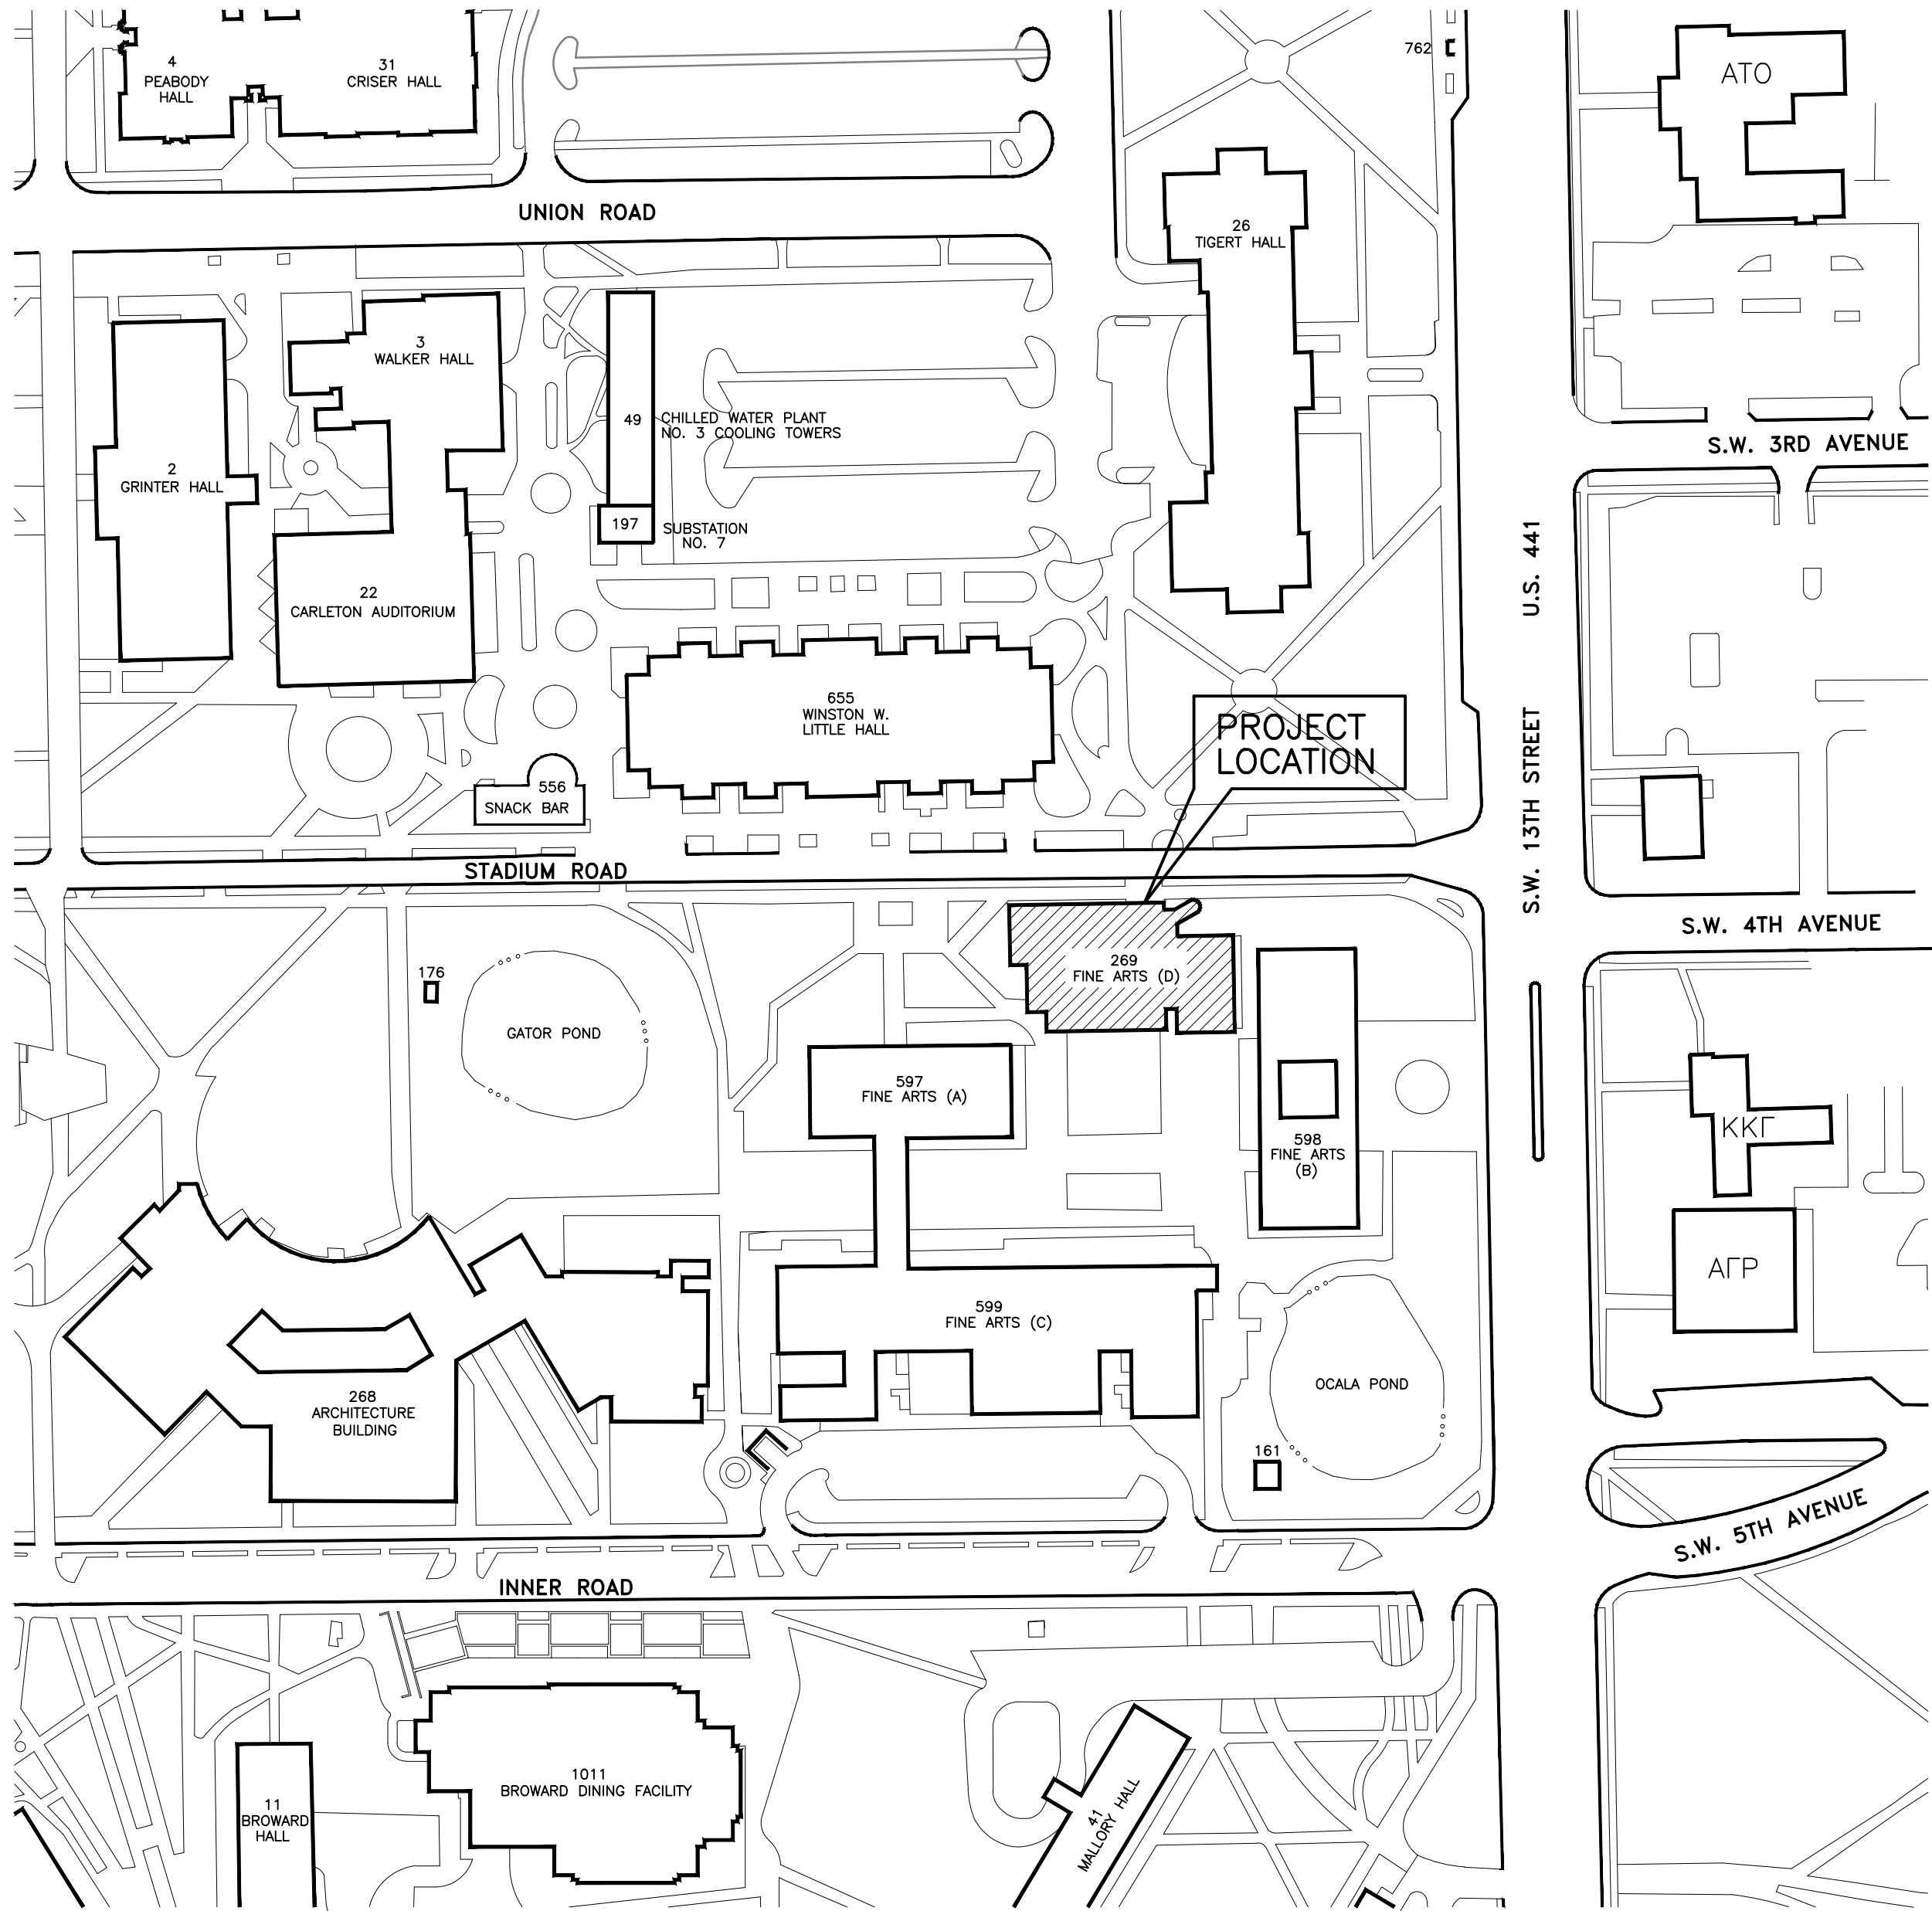 4
PEABODY
HALL
31
CRISER HALL
762
ATO
UNION ROAD
26
TIGERT HALL
3
WALKER HALL
49
CHILLED WATER PLANT
NO. 3 COOLING TOWERS
S.W. 3RD AVENUE
2
GRINTER HALL
197
SUBSTATION
NO. 7
U.S. 441
22
CARLETON AUDITORIUM
655
WINSTON W.
LITTLE HALL
PROJECT
LOCATION
556
SNACK BAR
S.W. 13TH STREET
STADIUM ROAD
S.W. 4TH AVENUE
176
269
FINE ARTS (D)
GATOR POND
597
FINE ARTS (A)
598
FINE ARTS
(B)
ΚΚΓ
ΑΓΡ
599
FINE ARTS (C)
268
ARCHITECTURE
BUILDING
OCALA POND
161
S.W. 5TH AVENUE
INNER ROAD
1011
BROWARD DINING FACILITY
11
BROWARD
HALL
41
MALLORY HALL